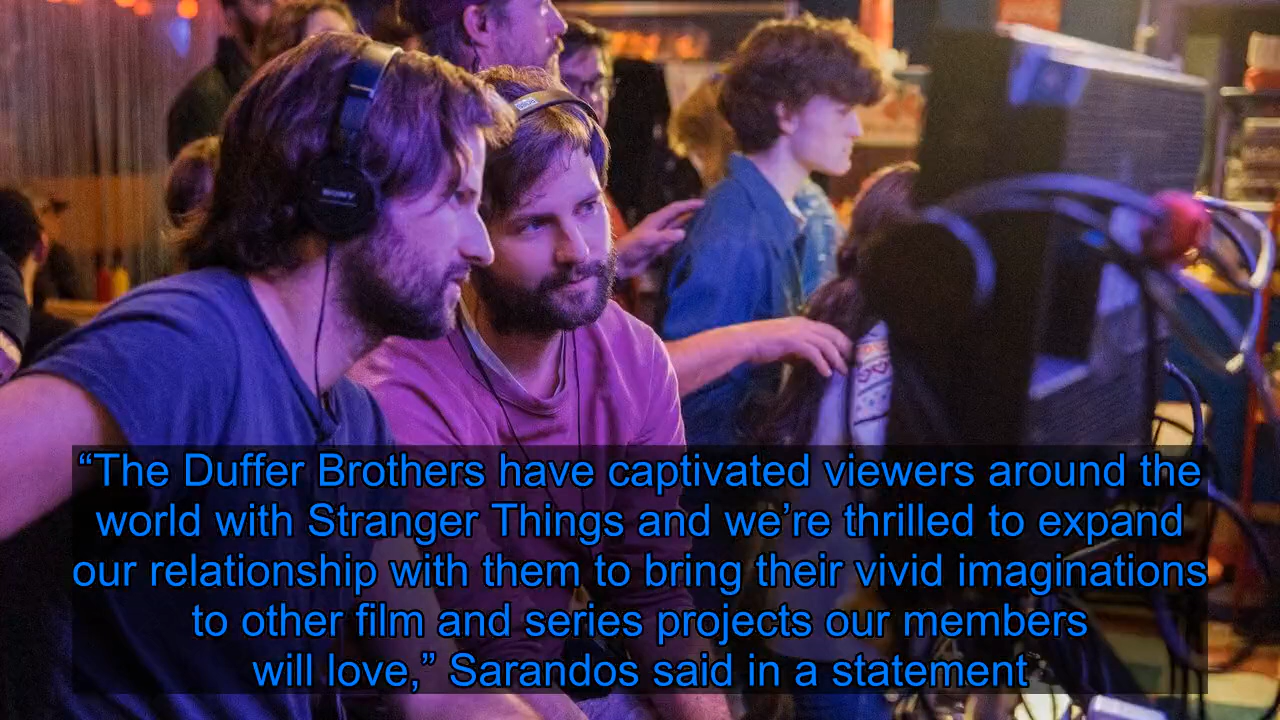 SONY
“The Duffer Brothers have captivated viewers around the
world with Stranger Things and we’re thrilled to expand
our relationship with them to bring their vivid imaginations
to other film and series projects our members
will love,” Sarandos said in a statement